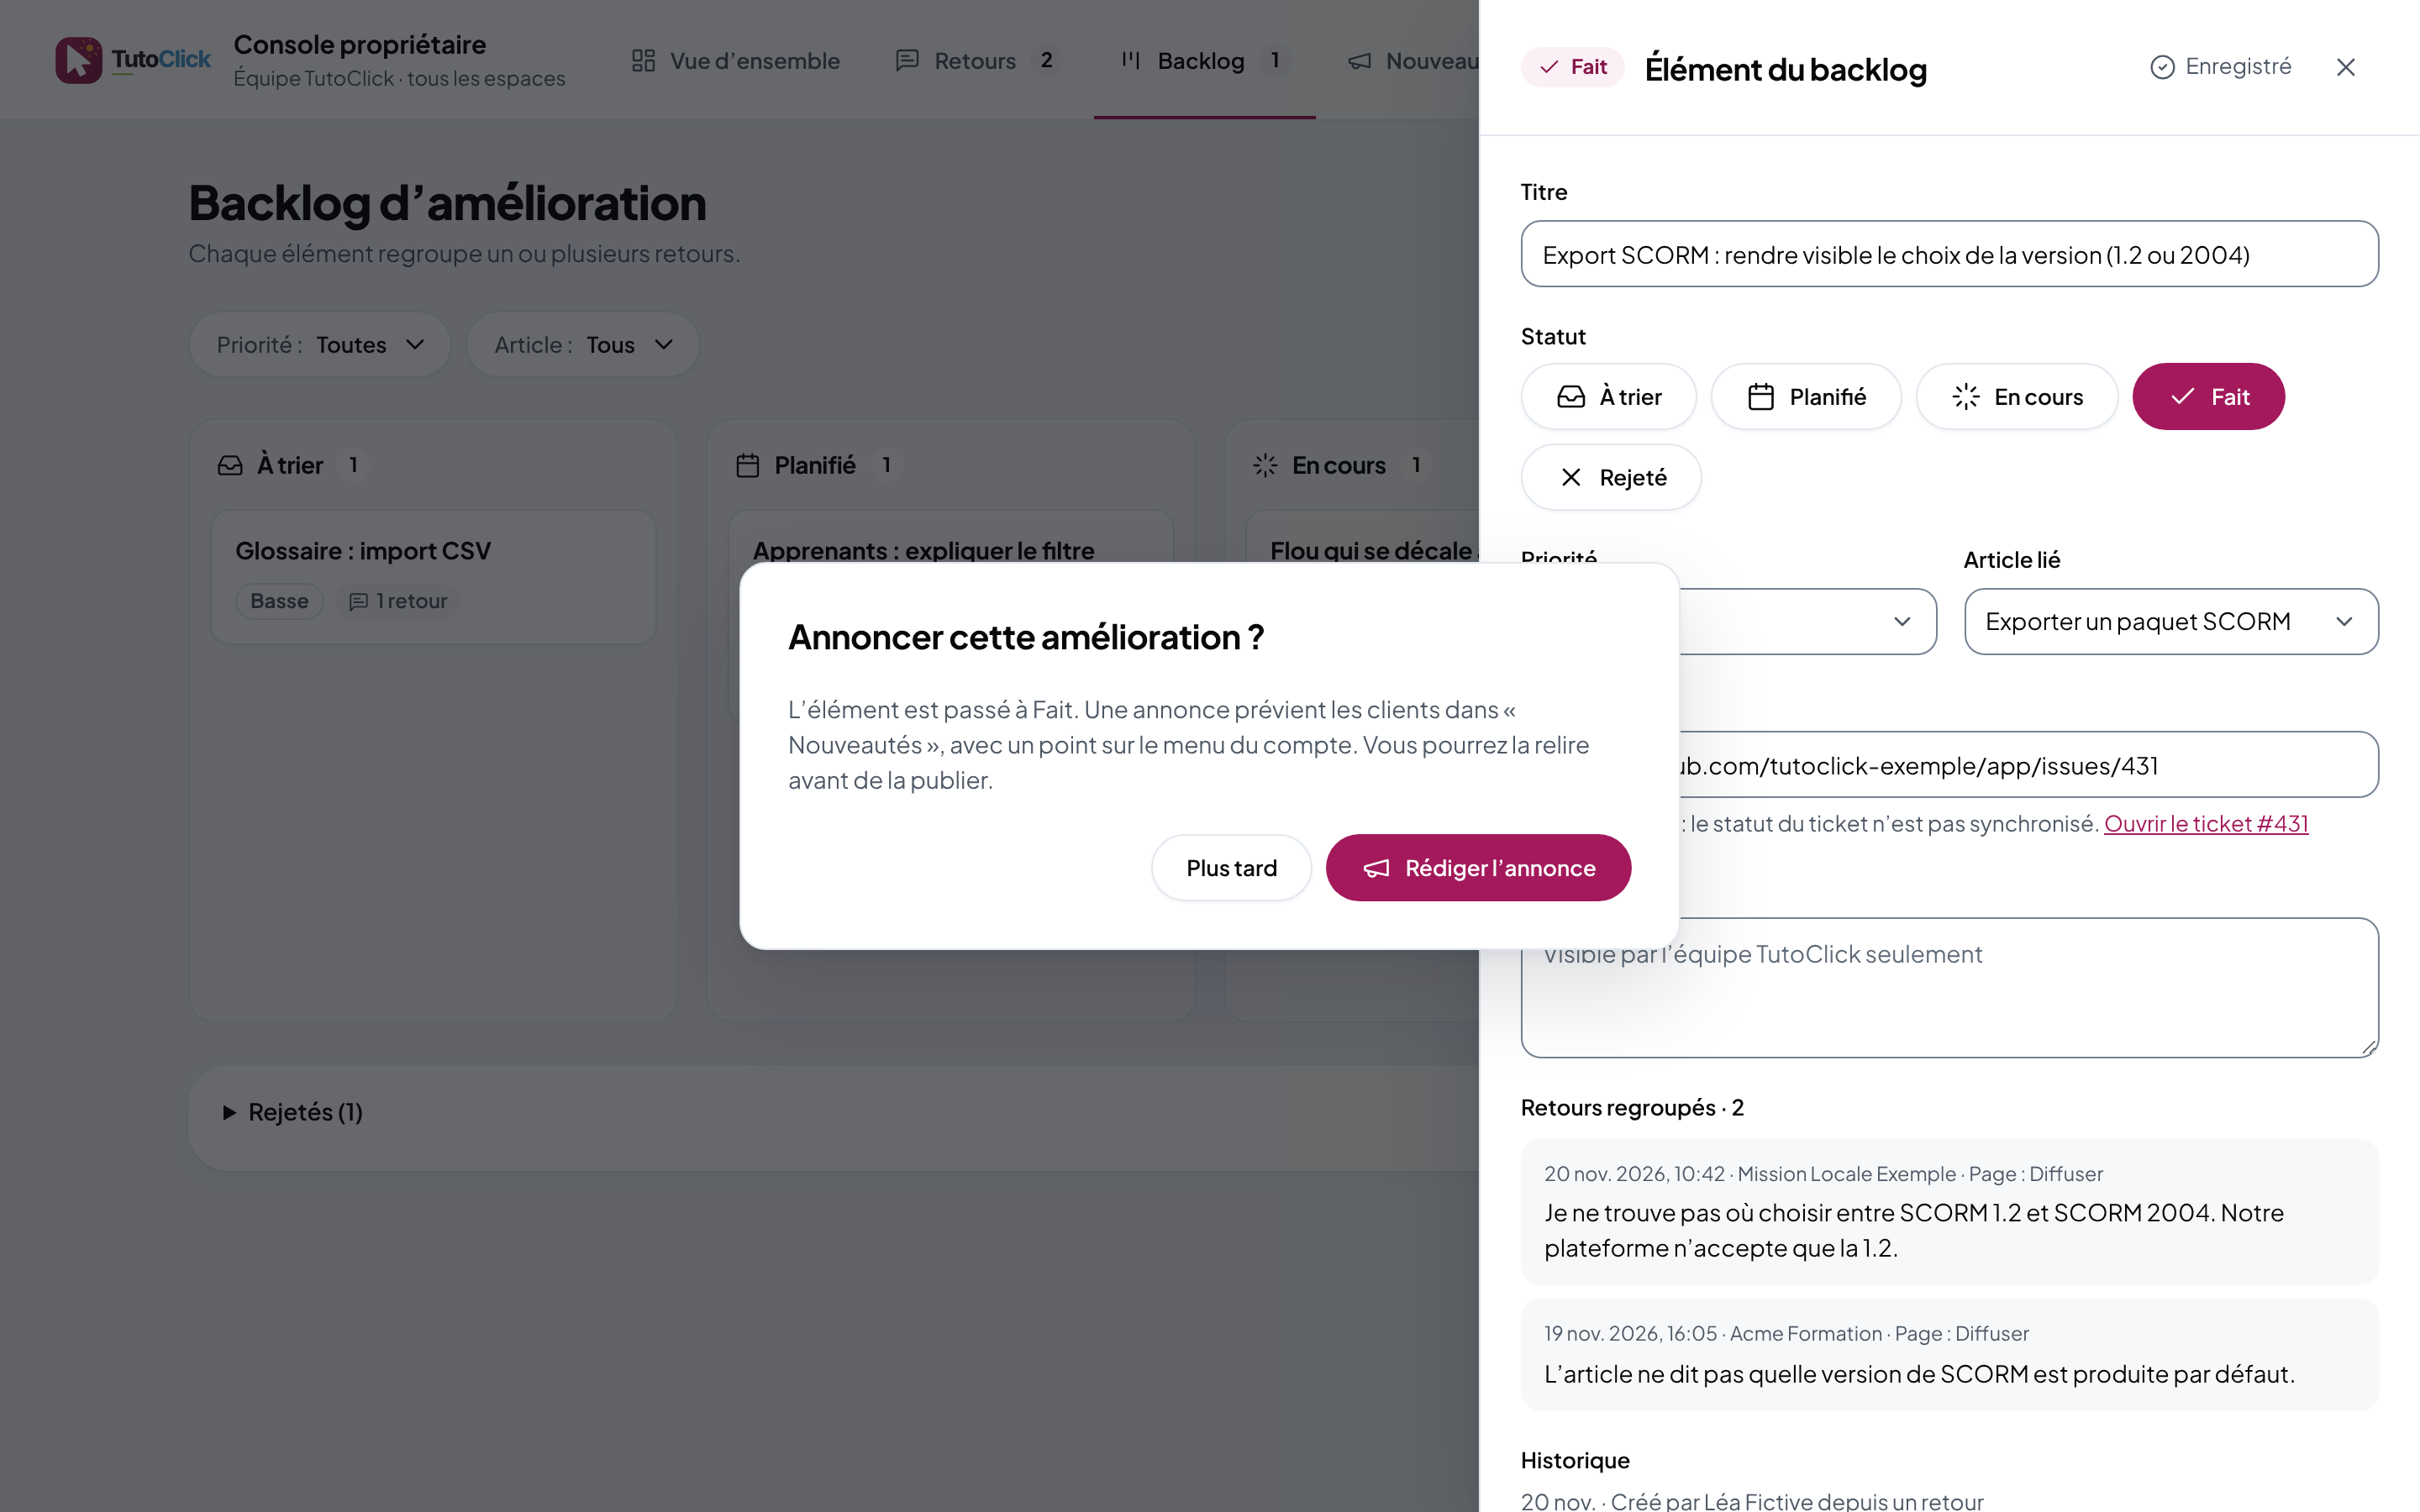 TutoClick
Console propriétaire
Équipe TutoClick · tous les espaces
Vue d’ensemble
Retours 2
Backlog 1
Backlog d’amélioration
Chaque élément regroupe un ou plusieurs retours.
Priorité : Toutes
Article : Tous
À trier 1
Glossaire : import CSV
Basse
1 retour
Planifié 1
Apprenants : expliquer le filtre
En cours 1
Flou qui se décale
Rejetés (1)
Annoncer cette amélioration ?
L’élément est passé à Fait. Une annonce prévient les clients dans «
Nouveautés », avec un point sur le menu du compte. Vous pourrez la relire
avant de la publier.
Plus tard
Rédiger l’annonce
Fait
Élément du backlog
Enregistré
Titre
Export SCORM : rendre visible le choix de la version (1.2 ou 2004)
Statut
À trier
Planifié
En cours
Fait
Rejeté
Priorité
Article lié
Exporter un paquet SCORM
ub.com/tutoclick-exemple/app/issues/431
: le statut du ticket n’est pas synchronisé. Ouvrir le ticket #431
Visible par l’équipe TutoClick seulement
Retours regroupés · 2
20 nov. 2026, 10:42 · Mission Locale Exemple · Page : Diffuser
Je ne trouve pas où choisir entre SCORM 1.2 et SCORM 2004. Notre
plateforme n’accepte que la 1.2.
19 nov. 2026, 16:05 · Acme Formation · Page : Diffuser
L’article ne dit pas quelle version de SCORM est produite par défaut.
Historique
20 nov. · Créé par Léa Fictive depuis un retour